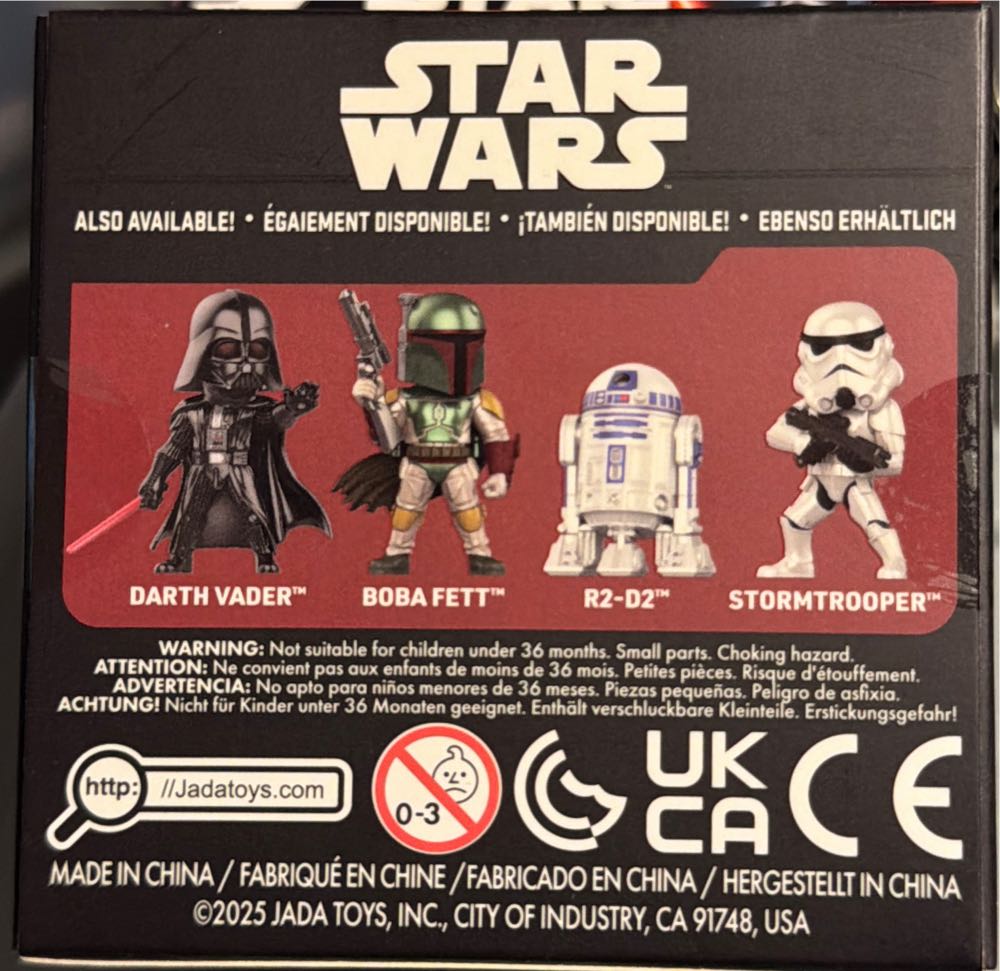 STAR
WARS™
ALSO AVAILABLE! • ÉGAIEMENT DISPONIBLE! • ¡TAMBIÉN DISPONIBLE! • EBENSO ERHÄLTLICH
DARTH VADER™ BOBA FETT™ R2-D2™ STORMTROOPER™
WARNING: Not suitable for children under 36 months. Small parts. Choking hazard.
ATTENTION: Ne convient pas aux enfants de moins de 36 mois. Petites pièces. Risque d'étouffement.
ADVERTENCIA: No apto para niños menores de 36 meses. Piezas pequeñas. Peligro de asfixia.
ACHTUNG! Nicht für Kinder unter 36 Monaten geeignet. Enthält verschluckbare Kleinteile. Erstickungsgefahr!
http: //Jadatoys.com
0-3
UK
CA
CE
MADE IN CHINA / FABRIQUÉ EN CHINE / FABRICADO EN CHINA / HERGESTELLT IN CHINA
©2025 JADA TOYS, INC., CITY OF INDUSTRY, CA 91748, USA